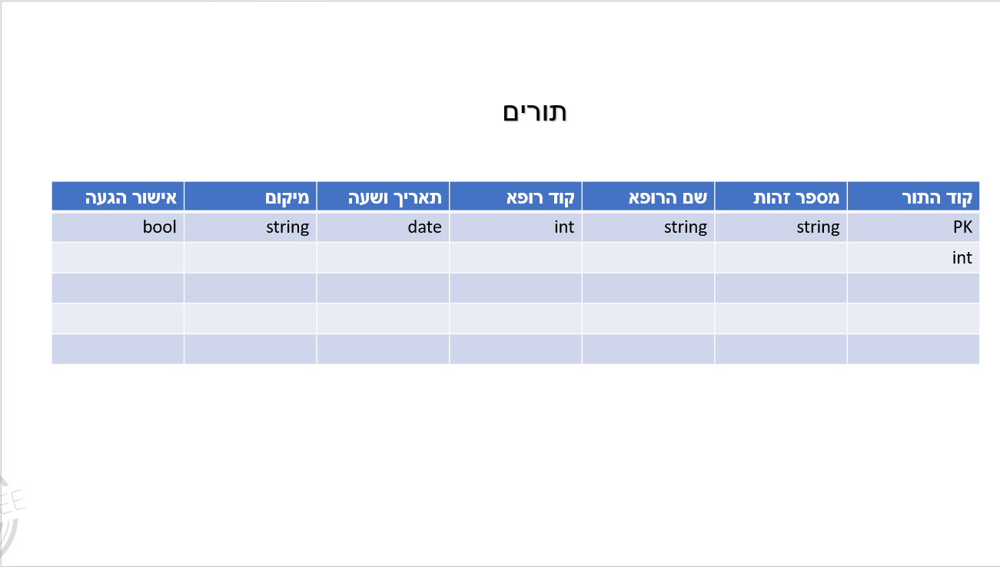 תורים
קוד התור מספר זהות שם הרופא קוד רופא תאריך ושעה מיקום אישור הגעה
PK string string int date string bool
int
EE